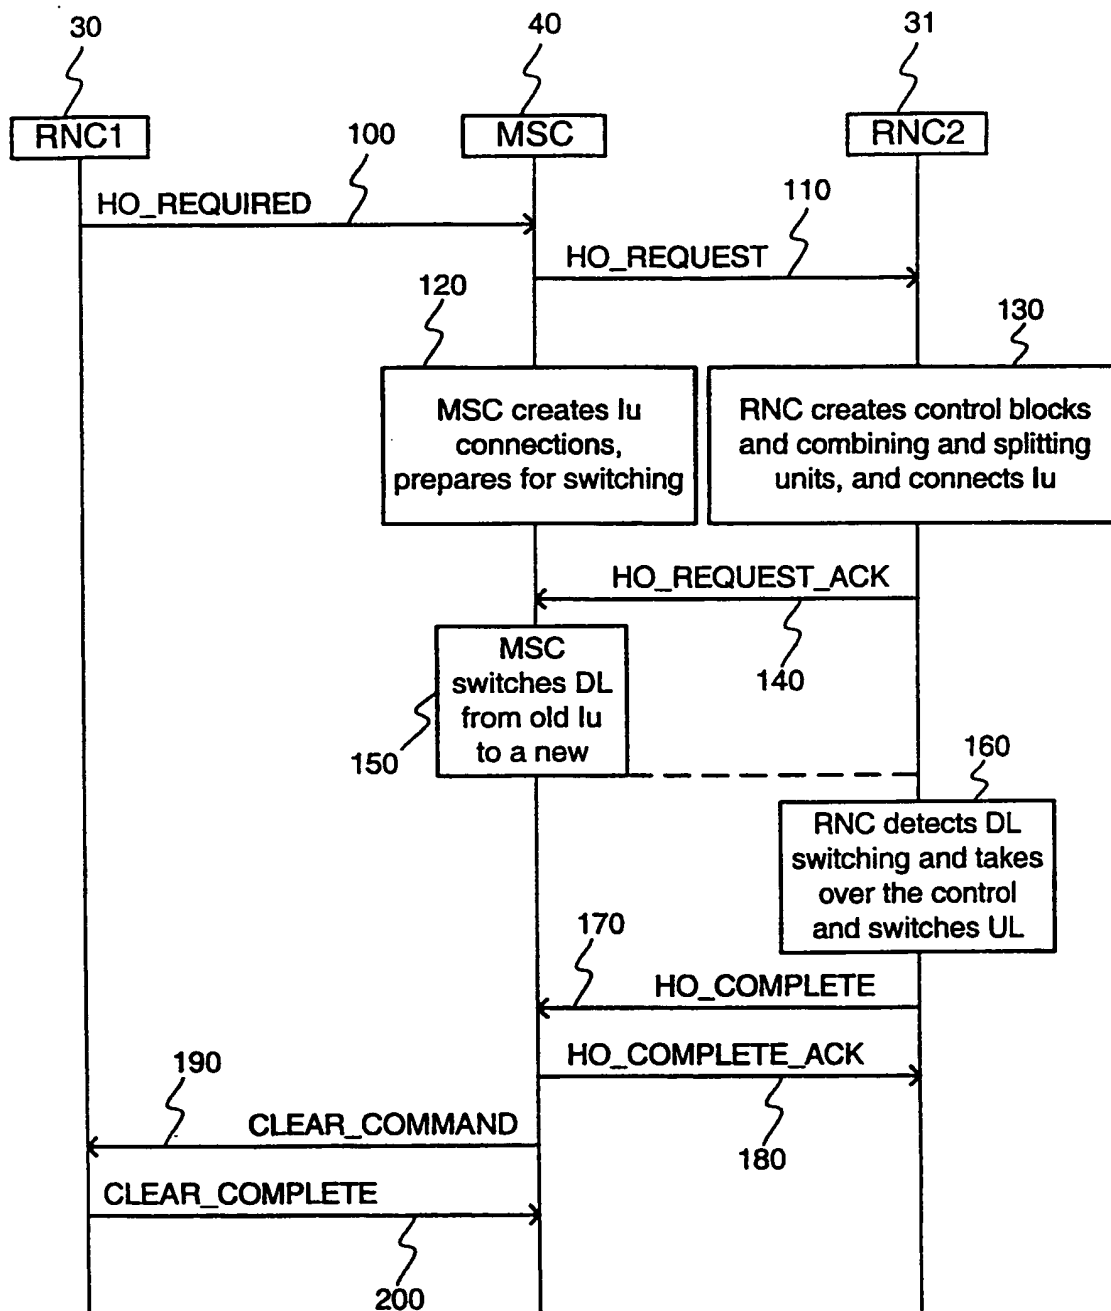 30
40
31
RNC1
MSC
RNC2
100
HO_REQUIRED
110
HO_REQUEST
120
130
MSC creates Iu
connections,
prepares for switching
RNC creates control blocks
and combining and splitting
units, and connects Iu
HO_REQUEST_ACK
140
MSC
switches DL
from old Iu
to a new
150
160
RNC detects DL
switching and takes
over the control
and switches UL
170
HO_COMPLETE
HO_COMPLETE_ACK
180
190
CLEAR_COMMAND
CLEAR_COMPLETE
200